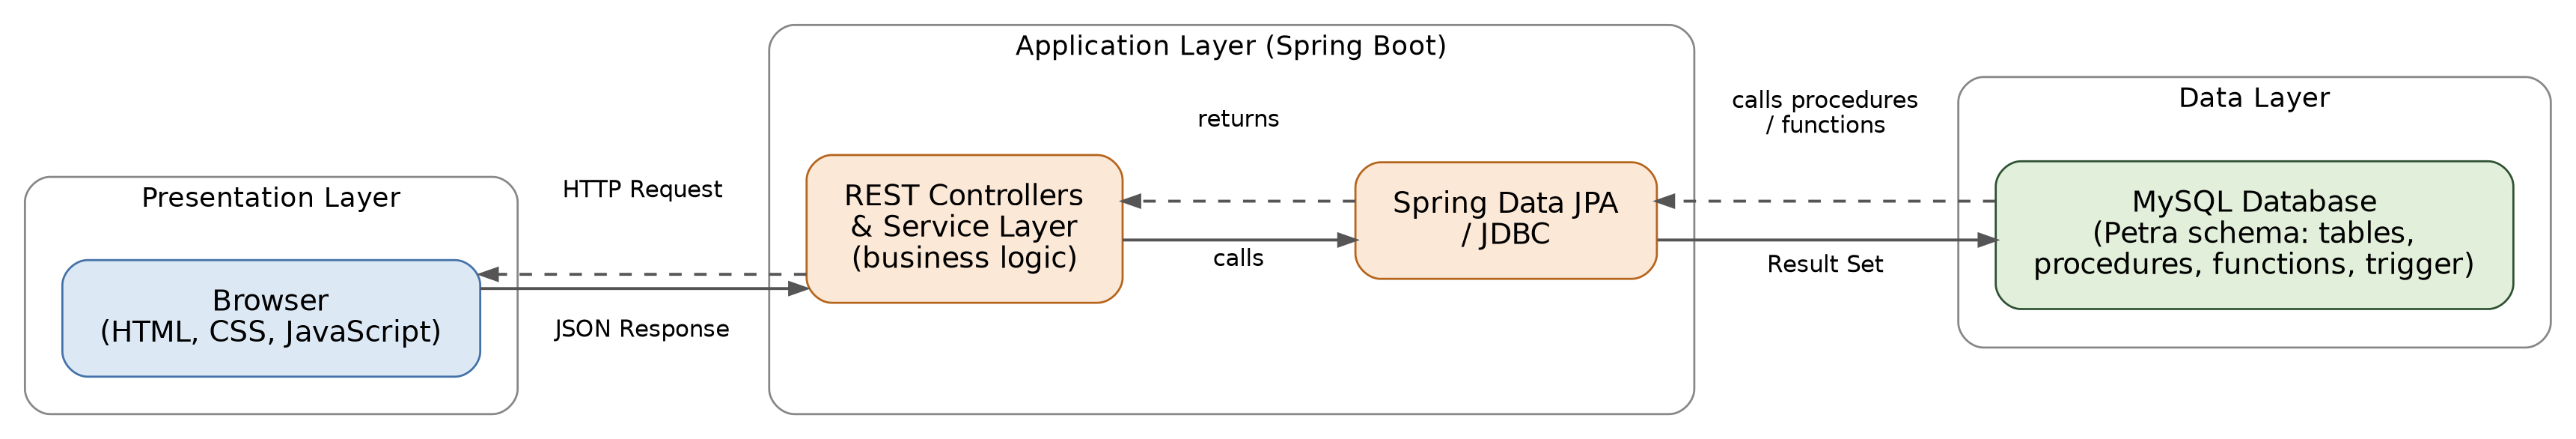 Presentation Layer
Browser
(HTML, CSS, JavaScript)
HTTP Request
JSON Response
Application Layer (Spring Boot)
REST Controllers
& Service Layer
(business logic)
returns
calls
Spring Data JPA
/ JDBC
calls procedures
/ functions
Result Set
Data Layer
MySQL Database
(Petra schema: tables,
procedures, functions, trigger)